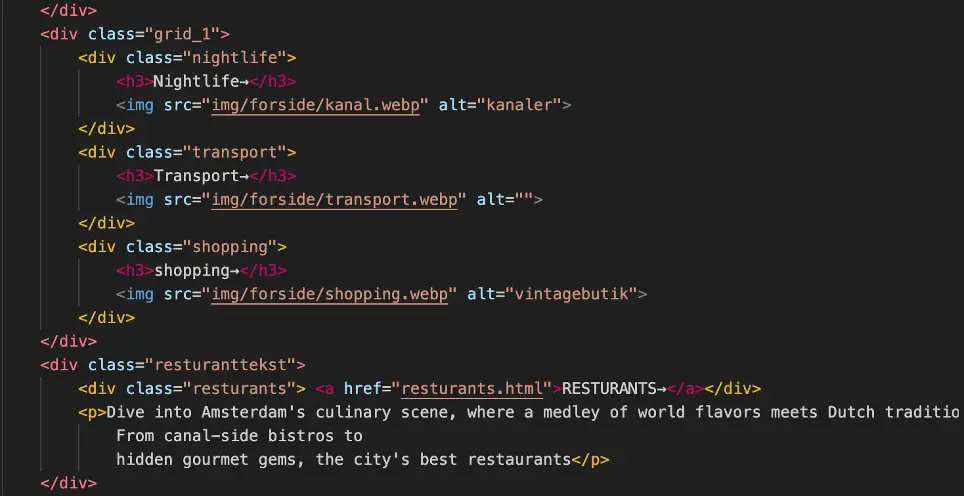 </div>
<div class="grid_1">
<div class="nightlife">
<h3>Nightlife→</h3>
<img src="img/forside/kanal.webp" alt="kanaler">
</div>
<div class="transport">
<h3>Transport→</h3>
<img src="img/forside/transport.webp" alt="">
</div>
<div class="shopping">
<h3>shopping→</h3>
<img src="img/forside/shopping.webp" alt="vintagebutik">
</div>
</div>
<div class="resturanttekst">
<div class="resturants"> <a href="resturants.html">RESTURANTS→</a></div>
<p>Dive into Amsterdam's culinary scene, where a medley of world flavors meets Dutch traditio
From canal-side bistros to
hidden gourmet gems, the city's best restaurants</p>
</div>